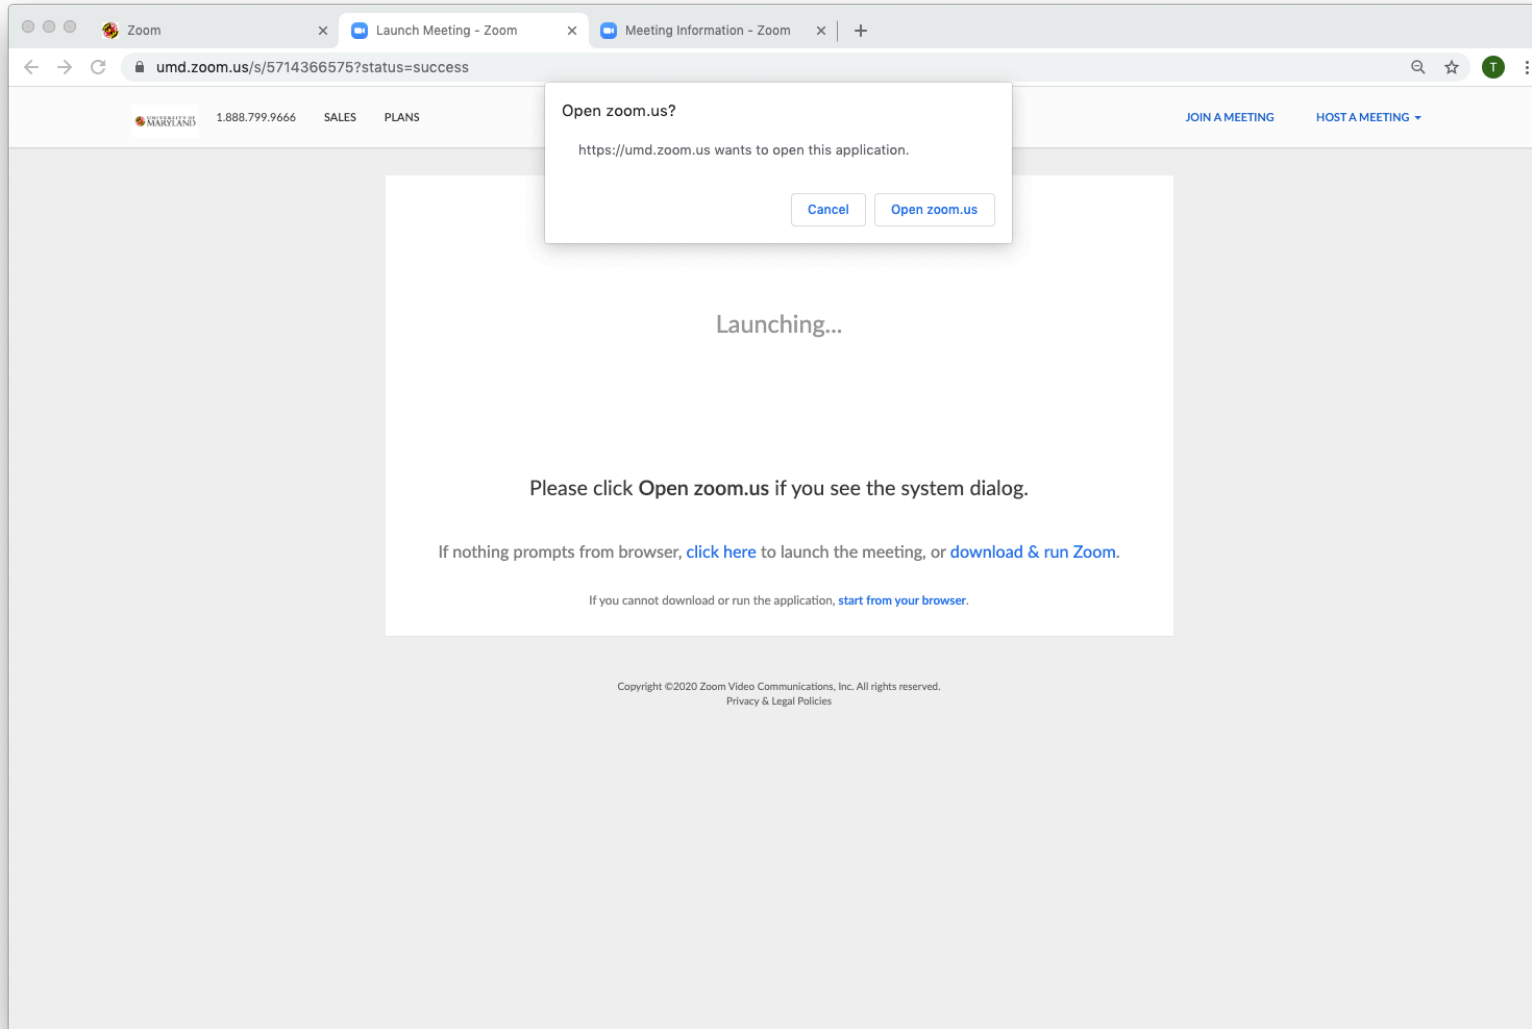 Zoom
Launch Meeting - Zoom
Meeting Information - Zoom
umd.zoom.us/s/5714366575?status=success
T
UNIVERSITY OF
MARYLAND
1.888.799.9666
SALES
PLANS
JOIN A MEETING
HOST A MEETING
Open zoom.us?
https://umd.zoom.us wants to open this application.
Cancel
Open zoom.us
Launching...
Please click Open zoom.us if you see the system dialog.
If nothing prompts from browser, click here to launch the meeting, or download & run Zoom.
If you cannot download or run the application, start from your browser.
Copyright ©2020 Zoom Video Communications, Inc. All rights reserved.
Privacy & Legal Policies